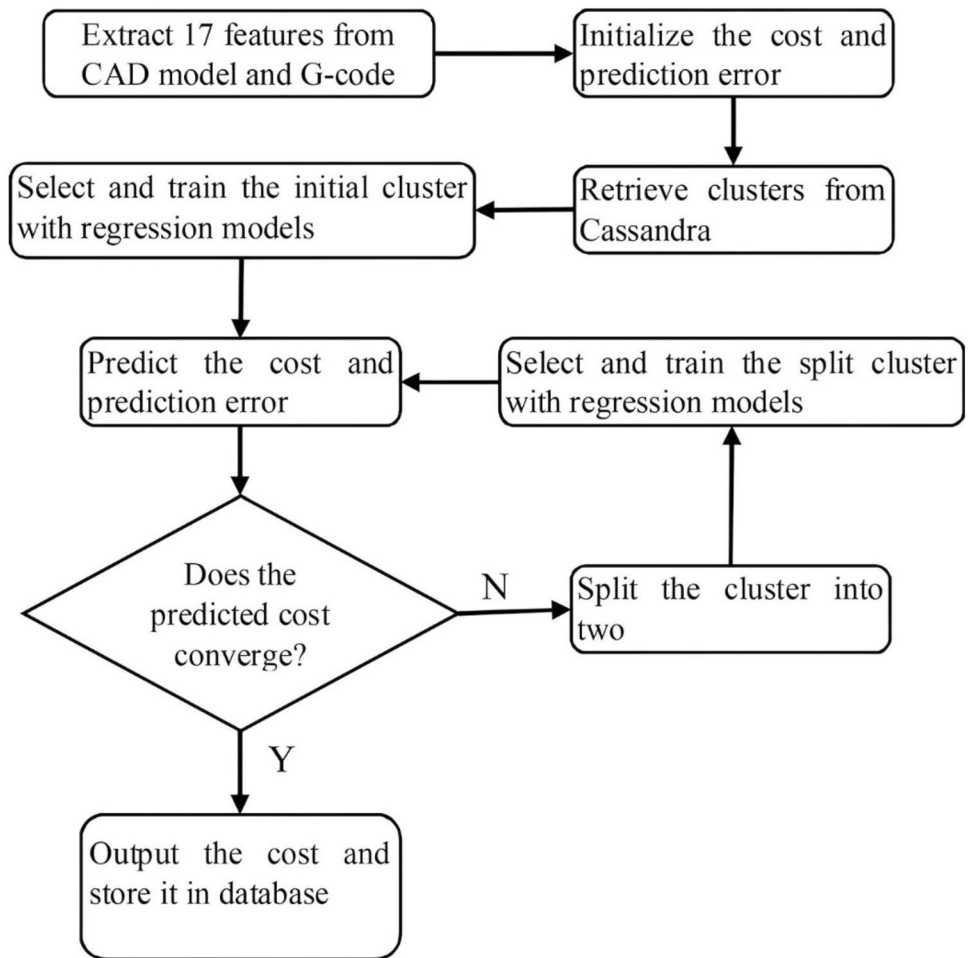 Extract 17 features from
CAD model and G-code
Initialize the cost and
prediction error
Retrieve clusters from
Cassandra
Select and train the initial cluster
with regression models
Predict the cost and
prediction error
Select and train the split cluster
with regression models
Does the
predicted cost
converge?
N
Split the cluster into
two
Y
Output the cost and
store it in database